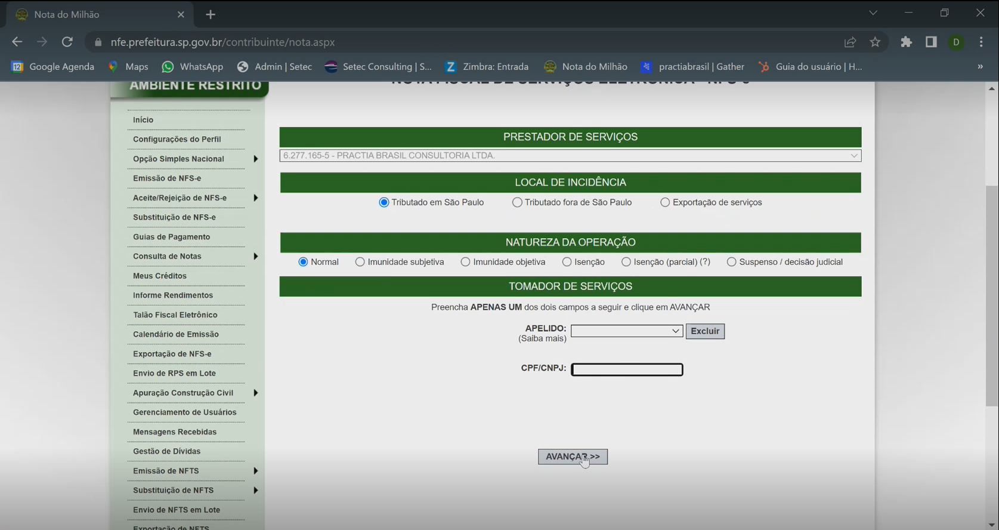 Nota do Milhão
nfe.prefeitura.sp.gov.br/contribuinte/nota.aspx
D
12 Google Agenda Maps WhatsApp Admin | Setec Setec Consulting | S... Z Zimbra: Entrada Nota do Milhão practiabrasil | Gather Guia do usuário | H... »
AMBIENTE RESTRITO
NOTA FISCAL DE SERVIÇOS ELETRÔNICA - NFS-e
Início
Configurações do Perfil
Opção Simples Nacional
Emissão de NFS-e
Aceite/Rejeição de NFS-e
Substituição de NFS-e
Guias de Pagamento
Consulta de Notas
Meus Créditos
Informe Rendimentos
Talão Fiscal Eletrônico
Calendário de Emissão
Exportação de NFS-e
Envio de RPS em Lote
Apuração Construção Civil
Gerenciamento de Usuários
Mensagens Recebidas
Gestão de Dívidas
Emissão de NFTS
Substituição de NFTS
Envio de NFTS em Lote
Exportação de NFTS
PRESTADOR DE SERVIÇOS
6.277.165-5 - PRACTIA BRASIL CONSULTORIA LTDA.
LOCAL DE INCIDÊNCIA
Tributado em São Paulo Tributado fora de São Paulo Exportação de serviços
NATUREZA DA OPERAÇÃO
Normal Imunidade subjetiva Imunidade objetiva Isenção Isenção (parcial) (?) Suspenso / decisão judicial
TOMADOR DE SERVIÇOS
Preencha APENAS UM dos dois campos a seguir e clique em AVANÇAR
APELIDO: Excluir
(Saiba mais)
CPF/CNPJ:
AVANÇAR >>